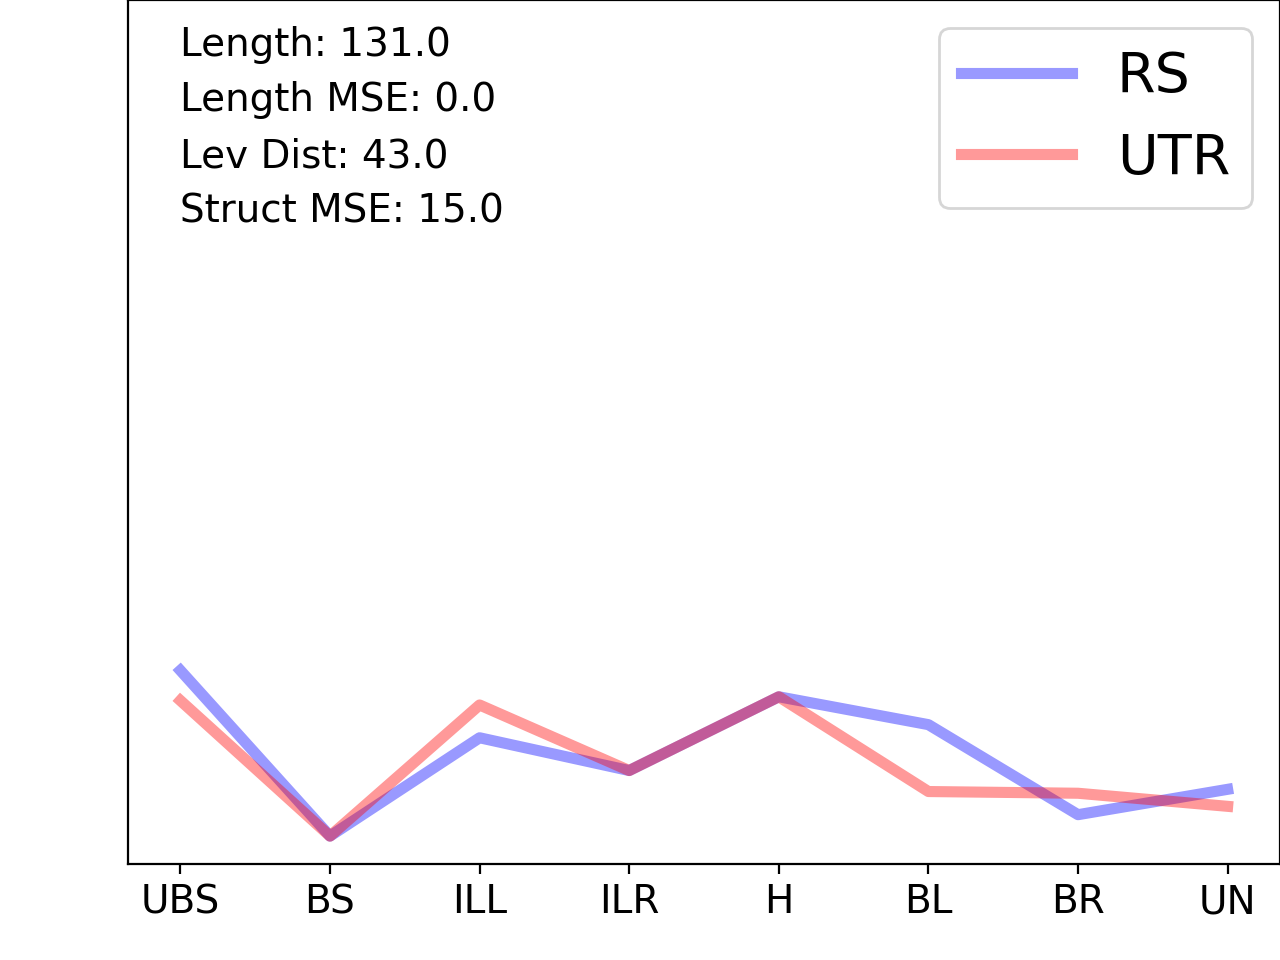 Length: 131.0
Length MSE: 0.0
Lev Dist: 43.0
Struct MSE: 15.0
RS
UTR
UBS BS ILL ILR H BL BR UN